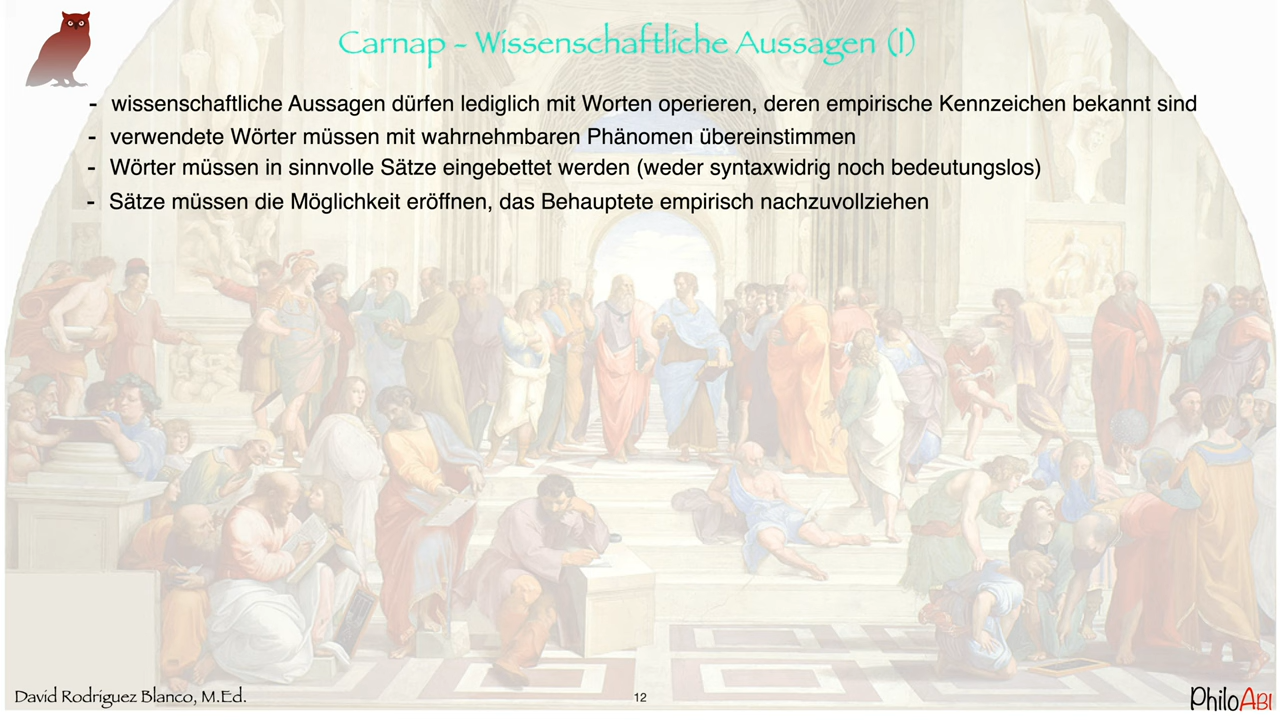 Carnap - Wissenschaftliche Aussagen (I)
- wissenschaftliche Aussagen dürfen lediglich mit Worten operieren, deren empirische Kennzeichen bekannt sind
- verwendete Wörter müssen mit wahrnehmbaren Phänomen übereinstimmen
- Wörter müssen in sinnvolle Sätze eingebettet werden (weder syntaxwidrig noch bedeutungslos)
- Sätze müssen die Möglichkeit eröffnen, das Behauptete empirisch nachzuvollziehen
David Rodríguez Blanco, M.Ed.
12
PhiloABI